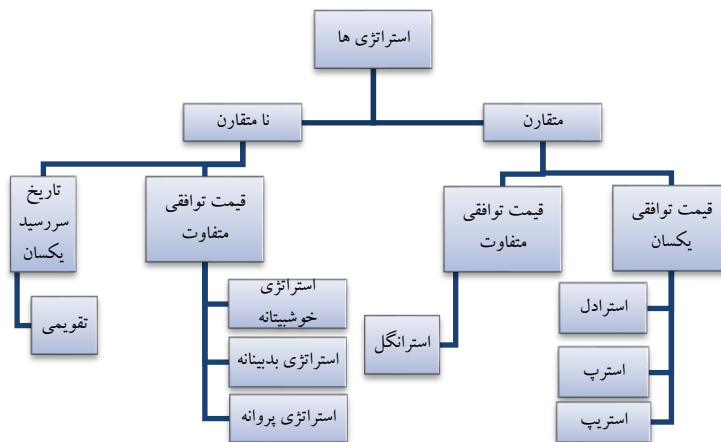 استراتژی ها
متقارن
نا متقارن
قیمت توافقی
یکسان
قیمت توافقی
متفاوت
قیمت توافقی
متفاوت
تاریخ
سررسید
یکسان
استرادل
استرپ
استریپ
استرانگل
استراتژی
خوشبیتانه
استراتژی بدبینانه
استراتژی پروانه
تقویمی